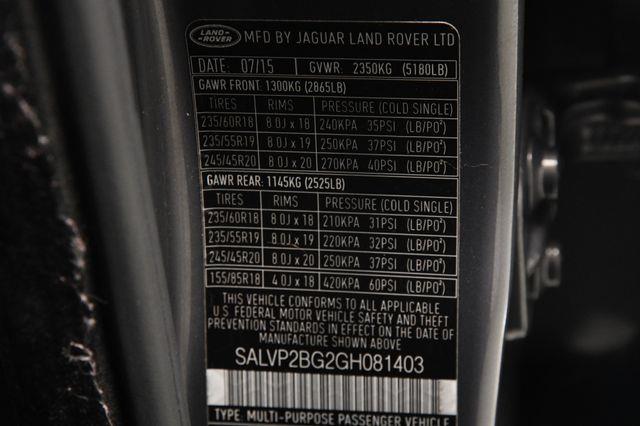 LAND ROVER MFD BY JAGUAR LAND ROVER LTD
DATE: 07/15 GVWR: 2350KG (5180LB)
GAWR FRONT: 1300KG (2865LB)
TIRES RIMS PRESSURE (COLD SINGLE)
235/60R18 8.0J x 18 240KPA 35PSI (LB/PO²)
235/55R19 8.0J x 19 250KPA 37PSI (LB/PO²)
245/45R20 8.0J x 20 270KPA 40PSI (LB/PO²)
GAWR REAR: 1145KG (2525LB)
TIRES RIMS PRESSURE (COLD SINGLE)
235/60R18 8.0J x 18 210KPA 31PSI (LB/PO²)
235/55R19 8.0J x 19 220KPA 32PSI (LB/PO²)
245/45R20 8.0J x 20 250KPA 37PSI (LB/PO²)
155/85R18 4.0J x 18 420KPA 60PSI (LB/PO²)
THIS VEHICLE CONFORMS TO ALL APPLICABLE
U.S. FEDERAL MOTOR VEHICLE SAFETY AND THEFT
PREVENTION STANDARDS IN EFFECT ON THE DATE OF
MANUFACTURE SHOWN ABOVE.
SALVP2BG2GH081403
TYPE: MULTI-PURPOSE PASSENGER VEHICLE